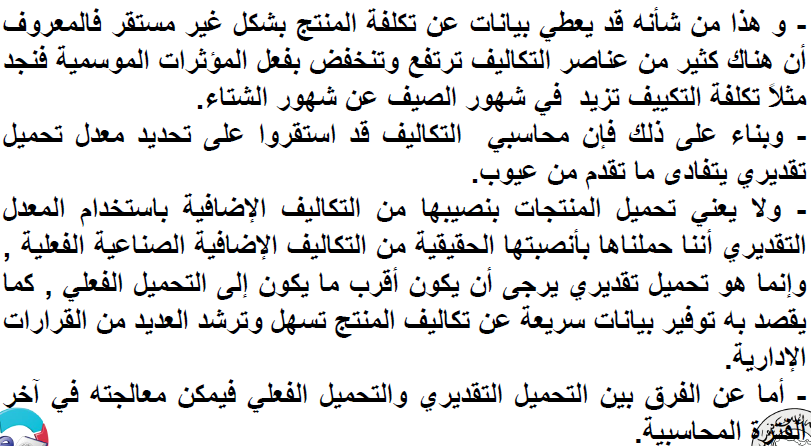 - و هذا من شأنه قد يعطي بيانات عن تكلفة المنتج بشكل غير مستقر فالمعروف
أن هناك كثير من عناصر التكاليف ترتفع وتنخفض بفعل المؤثرات الموسمية فنجد
مثلاً تكلفة التكييف تزيد في شهور الصيف عن شهور الشتاء.
- وبناء على ذلك فإن محاسبي التكاليف قد استقروا على تحديد معدل تحميل
تقديري يتفادى ما تقدم من عيوب.
- ولا يعني تحميل المنتجات بنصيبها من التكاليف الإضافية باستخدام المعدل
التقديري أننا حملناها بأنصبتها الحقيقية من التكاليف الإضافية الصناعية الفعلية ,
وإنما هو تحميل تقديري يرجى أن يكون أقرب ما يكون إلى التحميل الفعلي , كما
يقصد به توفير بيانات سريعة عن تكاليف المنتج تسهل وترشد العديد من القرارات
الإدارية.
- أما عن الفرق بين التحميل التقديري والتحميل الفعلي فيمكن معالجته في آخر
الفترة المحاسبية.